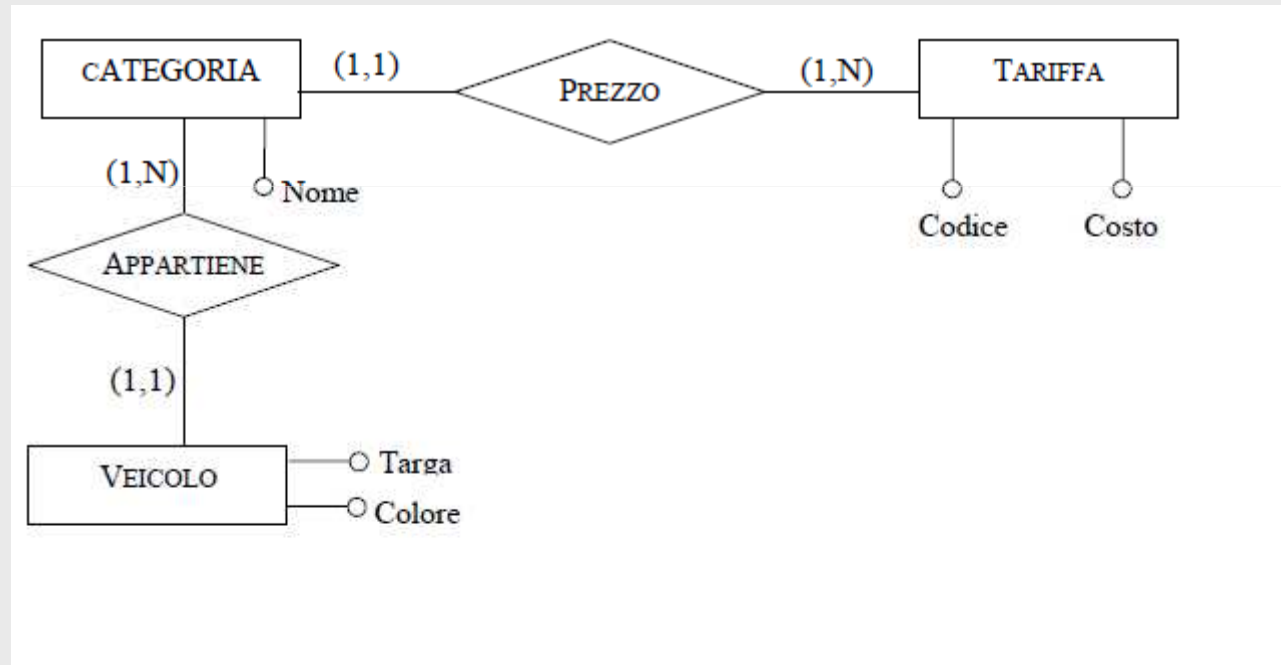 CATEGORIA
(1,1)
PREZZO
(1,N)
TARIFFA
(1,N)
Nome
Codice
Costo
APPARTIENE
(1,1)
VEICOLO
Targa
Colore